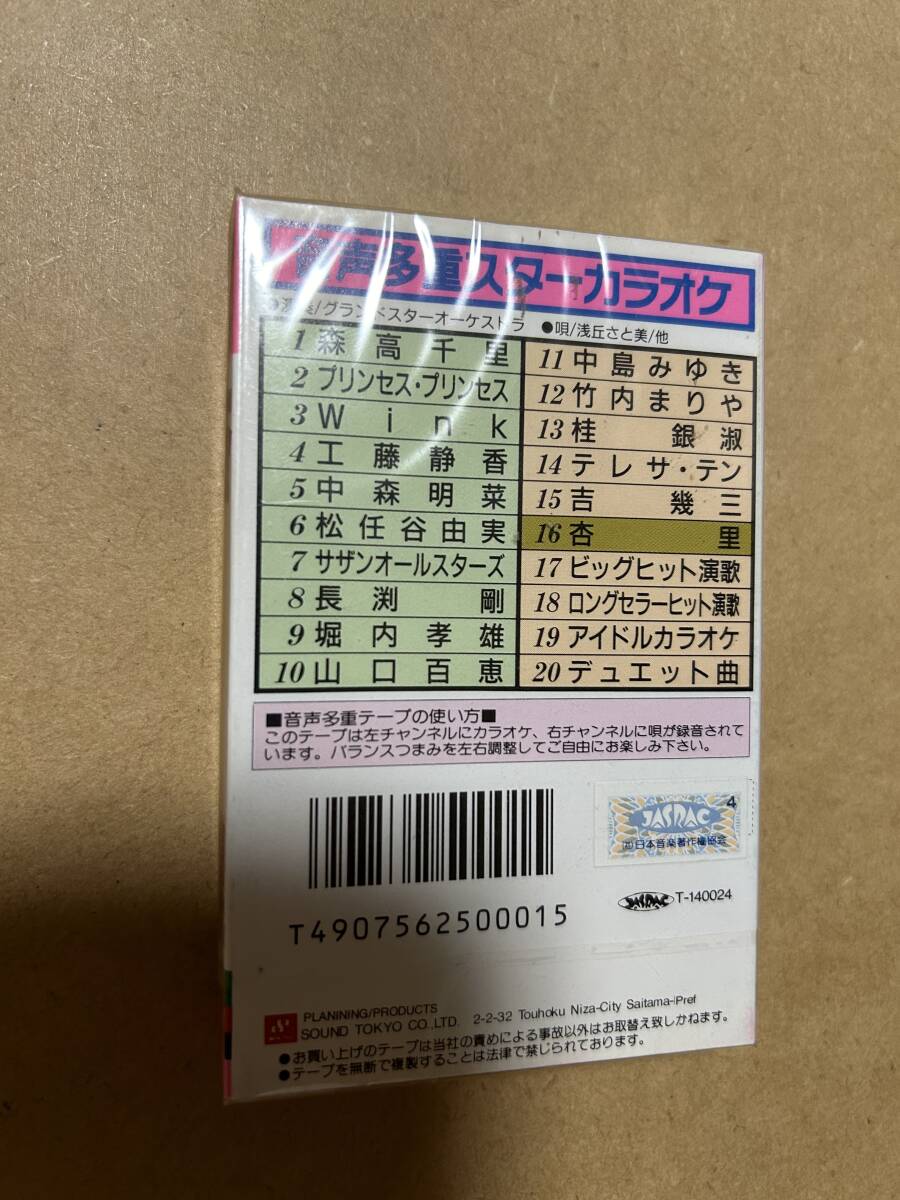 音声多重スターカラオケ
●演奏/グランドスターオーケストラ ●唄/浅丘さと美/他
1 森高千里
2 プリンセス・プリンセス
3 Wink
4 工藤静香
5 中森明菜
6 松任谷由実
7 サザンオールスターズ
8 長渕剛
9 堀内孝雄
10 山口百恵
11 中島みゆき
12 竹内まりや
13 桂銀淑
14 テレサ・テン
15 吉幾三
16 杏里
17 ビッグヒット演歌
18 ロングセラーヒット演歌
19 アイドルカラオケ
20 デュエット曲
■音声多重テープの使い方■
このテープは左チャンネルにカラオケ、右チャンネルに唄が録音されて
います。バランスつまみを左右調整してご自由にお楽しみ下さい。
4
JASRAC
㈳日本音楽著作権協会
T4907562500015
JASRAC T-140024
PLANINING/PRODUCTS
SOUND TOKYO CO.,LTD. 2-2-32 Touhoku Niza-City Saitama-iPref
●お買い上げのテープは当社の責めによる事故以外はお取替え致しかねます。
●テープを無断で複製することは法律で禁じられております。